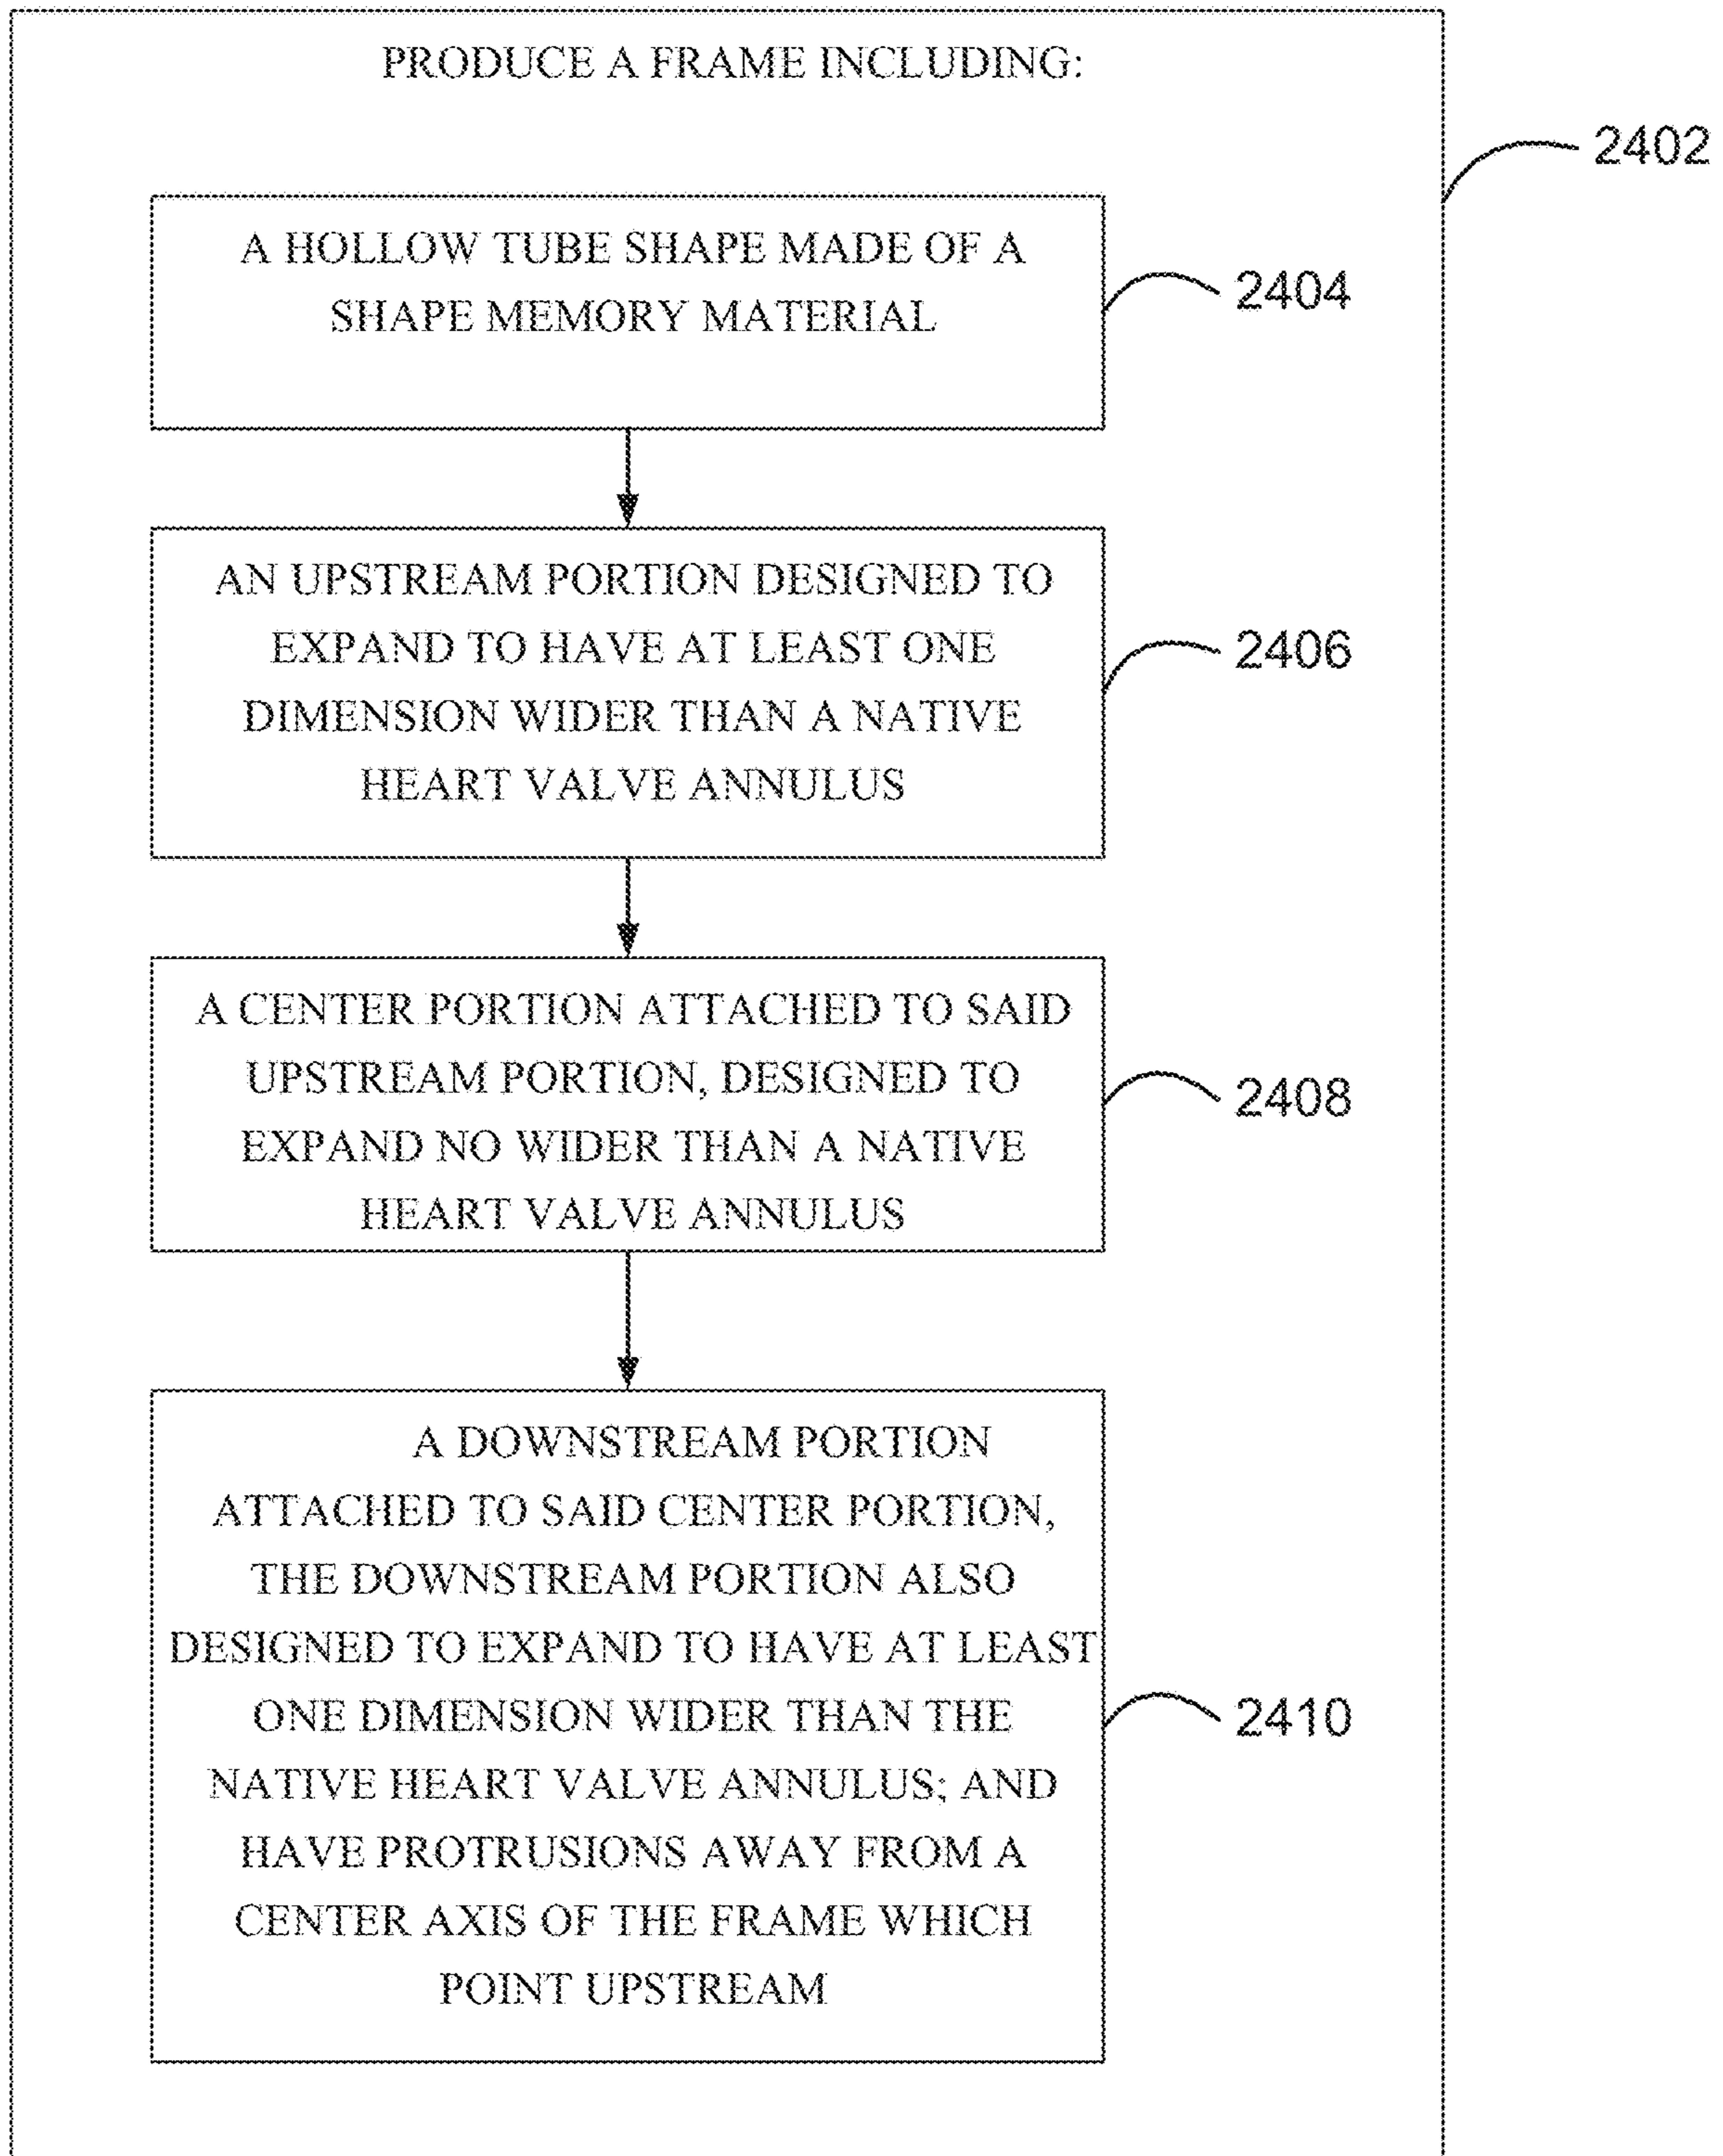 PRODUCE A FRAME INCLUDING:
2402
A HOLLOW TUBE SHAPE MADE OF A
SHAPE MEMORY MATERIAL
2404
AN UPSTREAM PORTION DESIGNED TO
EXPAND TO HAVE AT LEAST ONE
DIMENSION WIDER THAN A NATIVE
HEART VALVE ANNULUS
2406
A CENTER PORTION ATTACHED TO SAID
UPSTREAM PORTION, DESIGNED TO
EXPAND NO WIDER THAN A NATIVE
HEART VALVE ANNULUS
2408
A DOWNSTREAM PORTION
ATTACHED TO SAID CENTER PORTION,
THE DOWNSTREAM PORTION ALSO
DESIGNED TO EXPAND TO HAVE AT LEAST
ONE DIMENSION WIDER THAN THE
NATIVE HEART VALVE ANNULUS; AND
HAVE PROTRUSIONS AWAY FROM A
CENTER AXIS OF THE FRAME WHICH
POINT UPSTREAM
2410